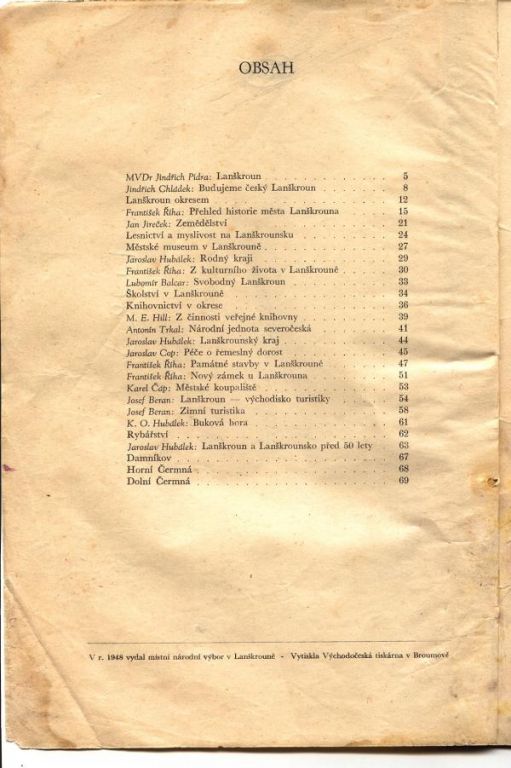 OBSAH
MVDr Jindřich Pidra: Lanškroun . . . . . . . . . . . . . 5
Jindřich Chládek: Budujeme český Lanškroun . . . . . . . 8
Lanškroun okresem . . . . . . . . . . . . . . . . . . 12
František Říha: Přehled historie města Lanškrouna . . . . . 15
Jan Jireček: Zemědělství . . . . . . . . . . . . . . . . 21
Lesnictví a myslivost na Lanškrounsku . . . . . . . . . . 24
Městské museum v Lanškrouně . . . . . . . . . . . . . 27
Jaroslav Hubálek: Rodný kraji . . . . . . . . . . . . . . 29
František Říha: Z kulturního života v Lanškrouně . . . . . 30
Lubomír Balcar: Svobodný Lanškroun . . . . . . . . . . 33
Školství v Lanškrouně . . . . . . . . . . . . . . . . . 34
Knihovnictví v okrese . . . . . . . . . . . . . . . . . 36
M. E. Hill: Z činnosti veřejné knihovny . . . . . . . . . 39
Antonín Trkal: Národní jednota severočeská . . . . . . . . 41
Jaroslav Hubálek: Lanškrounský kraj . . . . . . . . . . . 44
Jaroslav Cop: Péče o řemeslný dorost . . . . . . . . . . . 45
František Říha: Památné stavby v Lanškrouně . . . . . . . 47
František Říha: Nový zámek u Lanškrouna . . . . . . . . 51
Karel Čáp: Městské koupaliště . . . . . . . . . . . . . 53
Josef Beran: Lanškroun — východisko turistiky . . . . . . 54
Josef Beran: Zimní turistika . . . . . . . . . . . . . . 58
K. O. Hubálek: Buková hora . . . . . . . . . . . . . . 61
Rybářství . . . . . . . . . . . . . . . . . . . . . . 62
Jaroslav Hubálek: Lanškroun a Lanškrounsko před 50 lety . . 63
Damníkov . . . . . . . . . . . . . . . . . . . . . . 67
Horní Čermná . . . . . . . . . . . . . . . . . . . . 68
Dolní Čermná . . . . . . . . . . . . . . . . . . . . 69
V r. 1948 vydal místní národní výbor v Lanškrouně - Vytiskla Východočeská tiskárna v Broumově